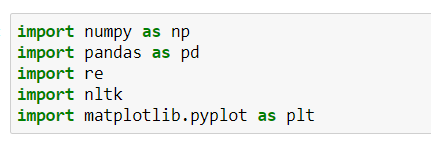 import numpy as np
import pandas as pd
import re
import nltk
import matplotlib.pyplot as plt